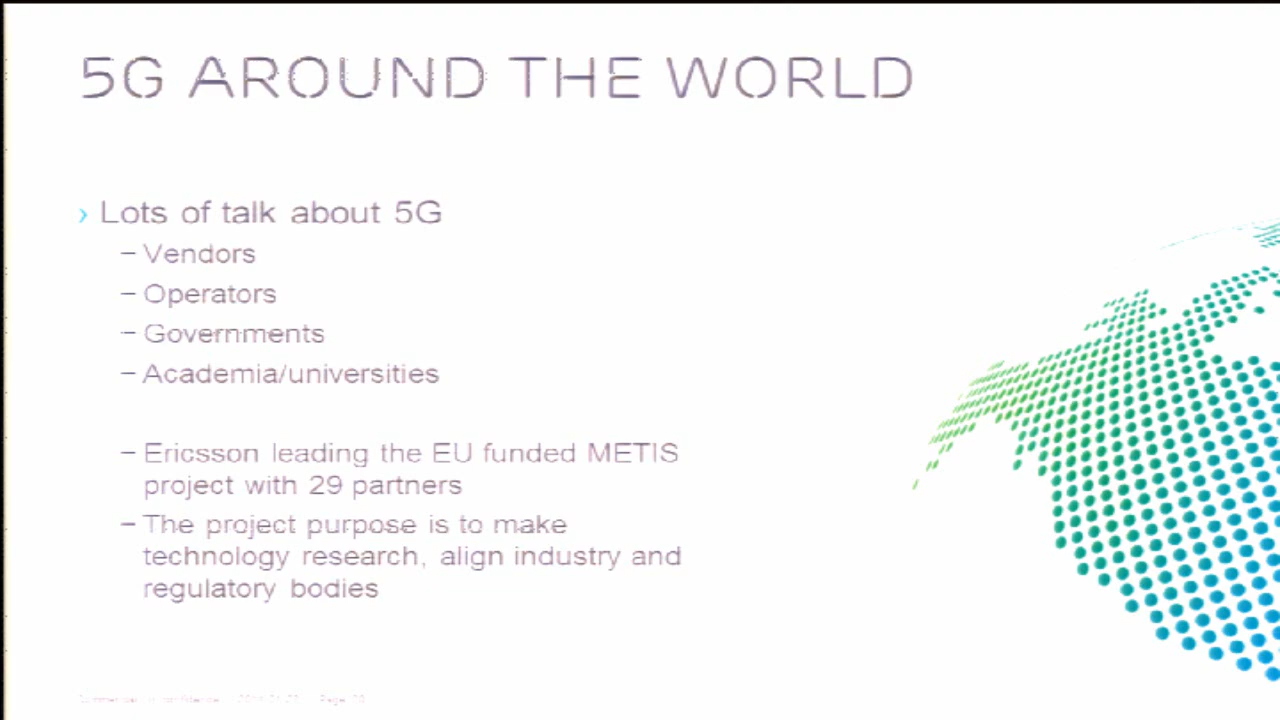 5G AROUND THE WORLD
› Lots of talk about 5G
– Vendors
– Operators
– Governments
– Academia/universities
– Ericsson leading the EU funded METIS
project with 29 partners
– The project purpose is to make
technology research, align industry and
regulatory bodies
Page